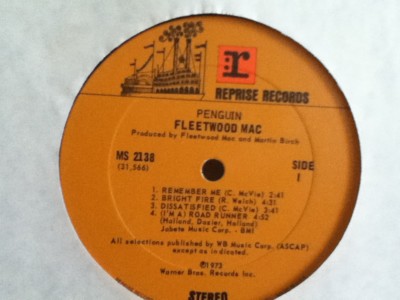 r
REPRISE RECORDS
PENGUIN
FLEETWOOD MAC
Produced by Fleetwood Mac and Martin Birch
MS 2138
(31,566)
SIDE
1
1. REMEMBER ME (C. McVie) 2:41
2. BRIGHT FIRE (R. Welch) 4:31
3. DISSATISFIED (C. McVie) 3:43
4. (I'M) A ROAD RUNNER 4:52
(Holland, Dozier, Holland)
Jobete Music Corp. - BMI
All selections published by WB Music Corp. (ASCAP)
except as indicated.
℗1973
Warner Bros. Records Inc.
STEREO